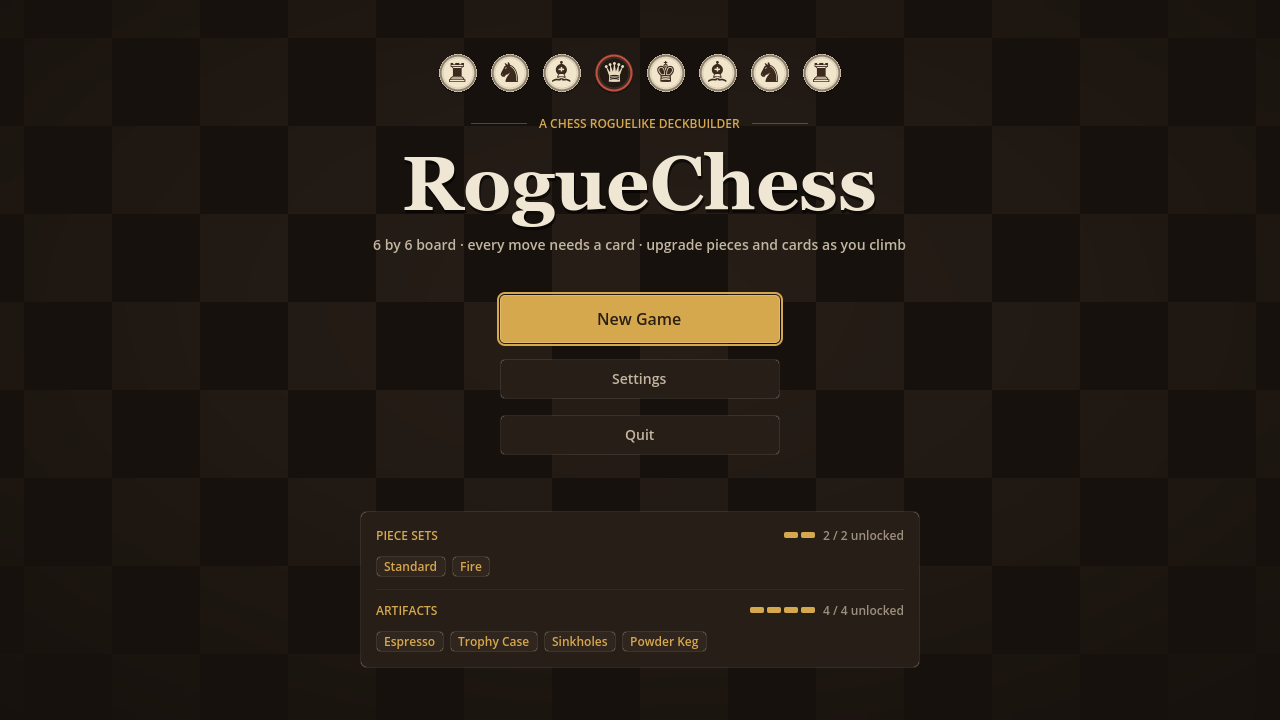 A CHESS ROGUELIKE DECKBUILDER
RogueChess
6 by 6 board · every move needs a card · upgrade pieces and cards as you climb
New Game
Settings
Quit
PIECE SETS 2 / 2 unlocked
Standard Fire
ARTIFACTS 4 / 4 unlocked
Espresso Trophy Case Sinkholes Powder Keg